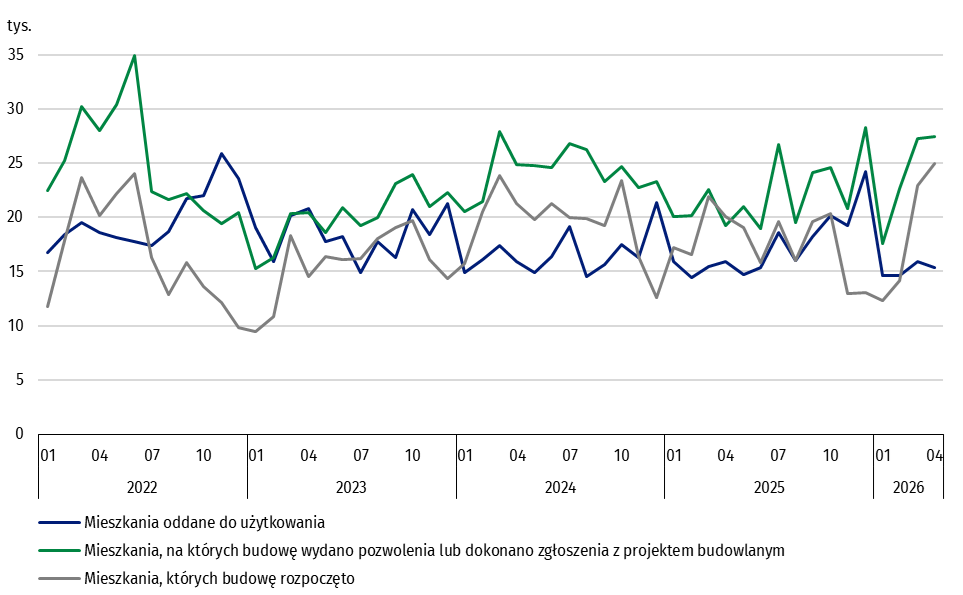 tys.
35
30
25
20
15
10
5
0
01 04 07 10 01 04 07 10 01 04 07 10 01 04 07 10 01 04
2022 2023 2024 2025 2026
Mieszkania oddane do użytkowania
Mieszkania, na których budowę wydano pozwolenia lub dokonano zgłoszenia z projektem budowlanym
Mieszkania, których budowę rozpoczęto